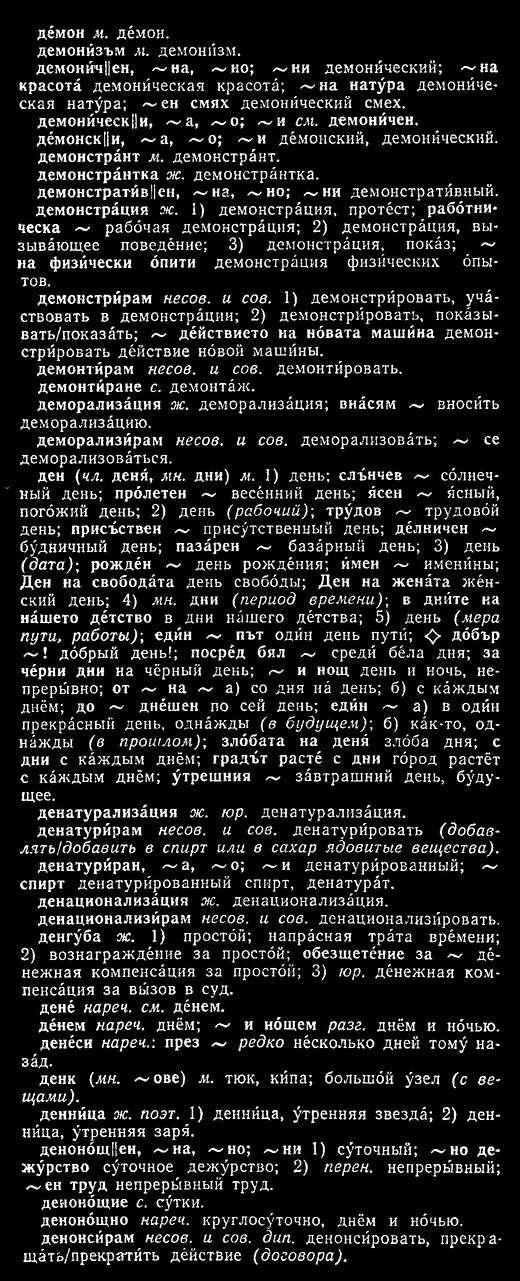 де́мон м. де́мон.
демони́зъм м. демони́зм.
демони́ч||ен, ~на, ~но; ~ни демони́ческий; ~на
красота́ демони́ческая красота́; ~на нату́ра демони́че-
ская нату́ра; ~ен смях демони́ческий смех.
демони́ческ||и, ~а, ~о; ~и см. демони́чен.
де́монск||и, ~а, ~о; ~и де́монский, демони́ческий.
демонстра́нт м. демонстра́нт.
демонстра́нтка ж. демонстра́нтка.
демонстрати́в||ен, ~на, ~но; ~ни демонстрати́вный.
демонстра́ция ж. 1) демонстра́ция, проте́ст; рабо́тни-
ческа ~ рабо́чая демонстра́ция; 2) демонстра́ция, вы-
зыва́ющее поведе́ние; 3) демонстра́ция, пока́з; ~
на физи́чески о́пити демонстра́ция физи́ческих о́пы-
тов.
демонстри́рам несов. и сов. 1) демонстри́ровать, уча́-
ствовать в демонстра́ции; 2) демонстри́ровать, пока́зы-
вать/показа́ть; ~ де́йствието на но́вата маши́на демон-
стри́ровать де́йствие но́вой маши́ны.
демонти́рам несов. и сов. демонти́ровать.
демонти́ране с. демонта́ж.
деморализа́ция ж. деморализа́ция; вна́сям ~ вноси́ть
деморализа́цию.
деморализи́рам несов. и сов. деморализова́ть; ~ се
деморализова́ться.
ден (чл. деня́, мн. дни) м. 1) день; слъ́нчев ~ со́лнеч-
ный день; про́летен ~ весе́нний день; я́сен ~ я́сный,
пого́жий день; 2) день (рабочий); тру́дов ~ трудово́й
день; присъ́ствен ~ прису́тственный день; де́лничен ~
бу́дничный день; паза́рен ~ база́рный день; 3) день
(дата); рожде́н ~ день рожде́ния; и́мен ~ имени́ны;
Ден на свобода́та день свобо́ды; Ден на жена́та же́н-
ский день; 4) мн. дни (период времени); в дни́те на
на́шето де́тство в дни на́шего де́тства; 5) день (мера
пути, работы); еди́н ~ път оди́н день пути́; ◇ до́бър
~! до́брый день!; посре́д бял ~ среди́ бе́ла дня; за
че́рни дни на чёрный день; ~ и нощ день и ночь, не-
преры́вно; от ~ на ~ а) со дня на́ день; б) с ка́ждым
днём; до ~ дне́шен по сей день; еди́н ~ а) в оди́н
прекра́сный день, одна́жды (в будущем); б) ка́к-то, од-
на́жды (в прошлом); зло́бата на деня́ зло́ба дня; с
дни с ка́ждым днём; градъ́т расте́ с дни го́род растёт
с ка́ждым днём; у́трешния ~ за́втрашний день, бу́ду-
щее.
денатурализа́ция ж. юр. денатурализа́ция.
денатури́рам несов. и сов. денатури́ровать (добав-
лять/добавить в спирт или в сахар ядовитые вещества).
денатури́ран, ~а, ~о; ~и денатури́рованный; ~
спирт денатури́рованный спирт, денатура́т.
денационализа́ция ж. денационализа́ция.
денационализи́рам несов. и сов. денационализи́ровать.
денгу́ба ж. 1) просто́й; напра́сная тра́та вре́мени;
2) вознагражде́ние за просто́й; обезщете́ние за ~ де́-
нежная компенса́ция за просто́й; 3) юр. де́нежная ком-
пенса́ция за вы́зов в суд.
дене́ нареч. см. де́нем.
де́нем нареч. днём; ~ и но́щем разг. днём и но́чью.
дене́си нареч.: през ~ редко не́сколько дней тому́ на-
за́д.
денк (мн. ~ове) м. тюк, ки́па; большо́й у́зел (с ве-
щами).
денни́ца ж. поэт. 1) денни́ца, у́тренняя звезда́; 2) ден-
ни́ца, у́тренняя заря́.
деноно́щ||ен, ~на, ~но; ~ни 1) су́точный; ~но де-
жу́рство су́точное дежу́рство; 2) перен. непреры́вный;
~ен труд непреры́вный труд.
деноно́щие с. су́тки.
деноно́щно нареч. круглосу́точно, днём и но́чью.
денонси́рам несов. и сов. дип. денонси́ровать, прекра-
ща́ть/прекрати́ть де́йствие (договора).